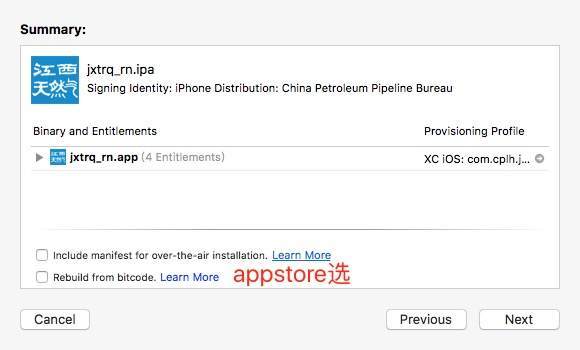 Summary:
江西
天然气
jxtrq_rn.ipa
Signing Identity: iPhone Distribution: China Petroleum Pipeline Bureau
Binary and Entitlements
Provisioning Profile
jxtrq_rn.app (4 Entitlements)
XC iOS: com.cplh.j...
Include manifest for over-the-air installation. Learn More
Rebuild from bitcode. Learn More
appstore选
Cancel
Previous
Next